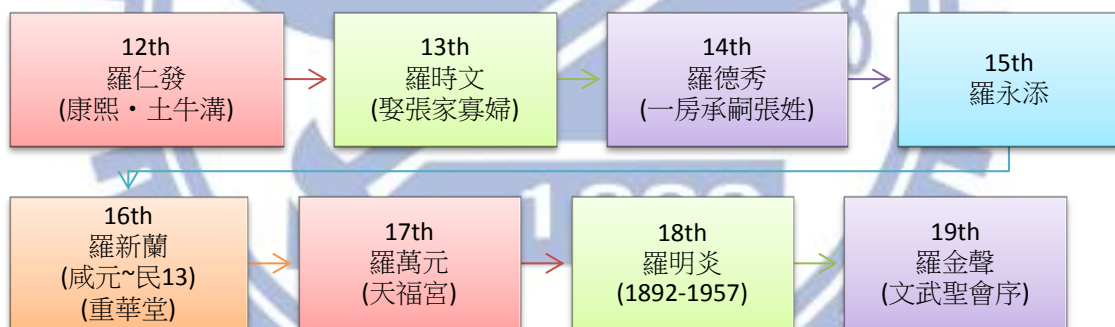 12th
羅仁發
(康熙・土牛溝)
13th
羅時文
(娶張家寡婦)
14th
羅德秀
(一房承嗣張姓)
15th
羅永添
16th
羅新蘭
(咸元~民13)
(重華堂)
17th
羅萬元
(天福宮)
18th
羅明炎
(1892-1957)
19th
羅金聲
(文武聖會序)